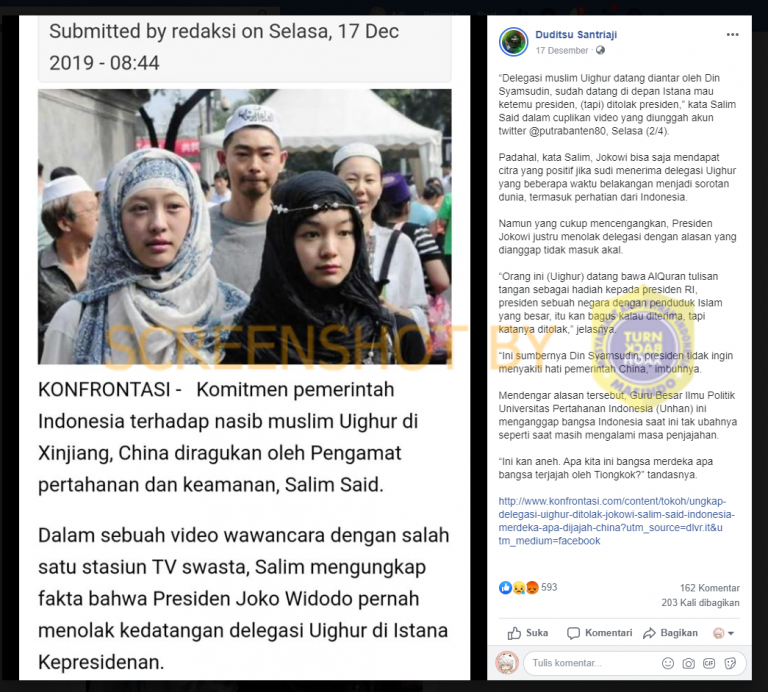 Submitted by redaksi on Selasa, 17 Dec
2019 - 08:44
KONFRONTASI - Komitmen pemerintah
Indonesia terhadap nasib muslim Uighur di
Xinjiang, China diragukan oleh Pengamat
pertahanan dan keamanan, Salim Said.
Dalam sebuah video wawancara dengan salah
satu stasiun TV swasta, Salim mengungkap
fakta bahwa Presiden Joko Widodo pernah
menolak kedatangan delegasi Uighur di Istana
Kepresidenan.
SCREENSHOT BY
TURN
BACK
HOAX
Duditsu Santriaji
17 Desember
"Delegasi muslim Uighur datang diantar oleh Din
Syamsudin, sudah datang di depan Istana mau
ketemu presiden, (tapi) ditolak presiden," kata Salim
Said dalam cuplikan video yang diunggah akun
twitter @putrabanten80, Selasa (2/4).
Padahal, kata Salim, Jokowi bisa saja mendapat
citra yang positif jika sudi menerima delegasi Uighur
yang beberapa waktu belakangan menjadi sorotan
dunia, termasuk perhatian dari Indonesia.
Namun yang cukup mencengangkan, Presiden
Jokowi justru menolak delegasi dengan alasan yang
dianggap tidak masuk akal.
"Orang ini (Uighur) datang bawa AlQuran tulisan
tangan sebagai hadiah kepada presiden RI,
presiden sebuah negara dengan penduduk Islam
yang besar, itu kan bagus kalau diterima, tapi
katanya ditolak," jelasnya.
"Ini sumbernya Din Syamsudin, presiden tidak ingin
menyakiti hati pemerintah China," imbuhnya.
Mendengar alasan tersebut, Guru Besar Ilmu Politik
Universitas Pertahanan Indonesia (Unhan) ini
menganggap bangsa Indonesia saat ini tak ubahnya
seperti saat masih mengalami masa penjajahan.
"Ini kan aneh. Apa kita ini bangsa merdeka apa
bangsa terjajah oleh Tiongkok?" tandasnya.
http://www.konfrontasi.com/content/tokoh/ungkap-
delegasi-uighur-ditolak-jokowi-salim-said-indonesia-
merdeka-apa-dijajah-china?utm_source=dlvr.it&u
tm_medium=facebook
593
162 Komentar
203 Kali dibagikan
Suka
Komentari
Bagikan
Tulis komentar...
GIF